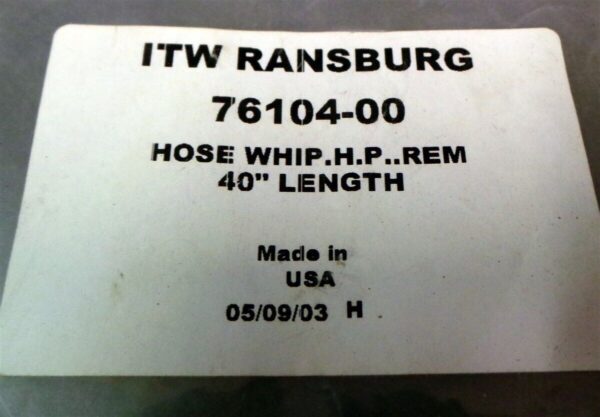 ITW RANSBURG
76104-00
HOSE WHIP.H.P..REM
40" LENGTH
Made in
USA
05/09/03 H